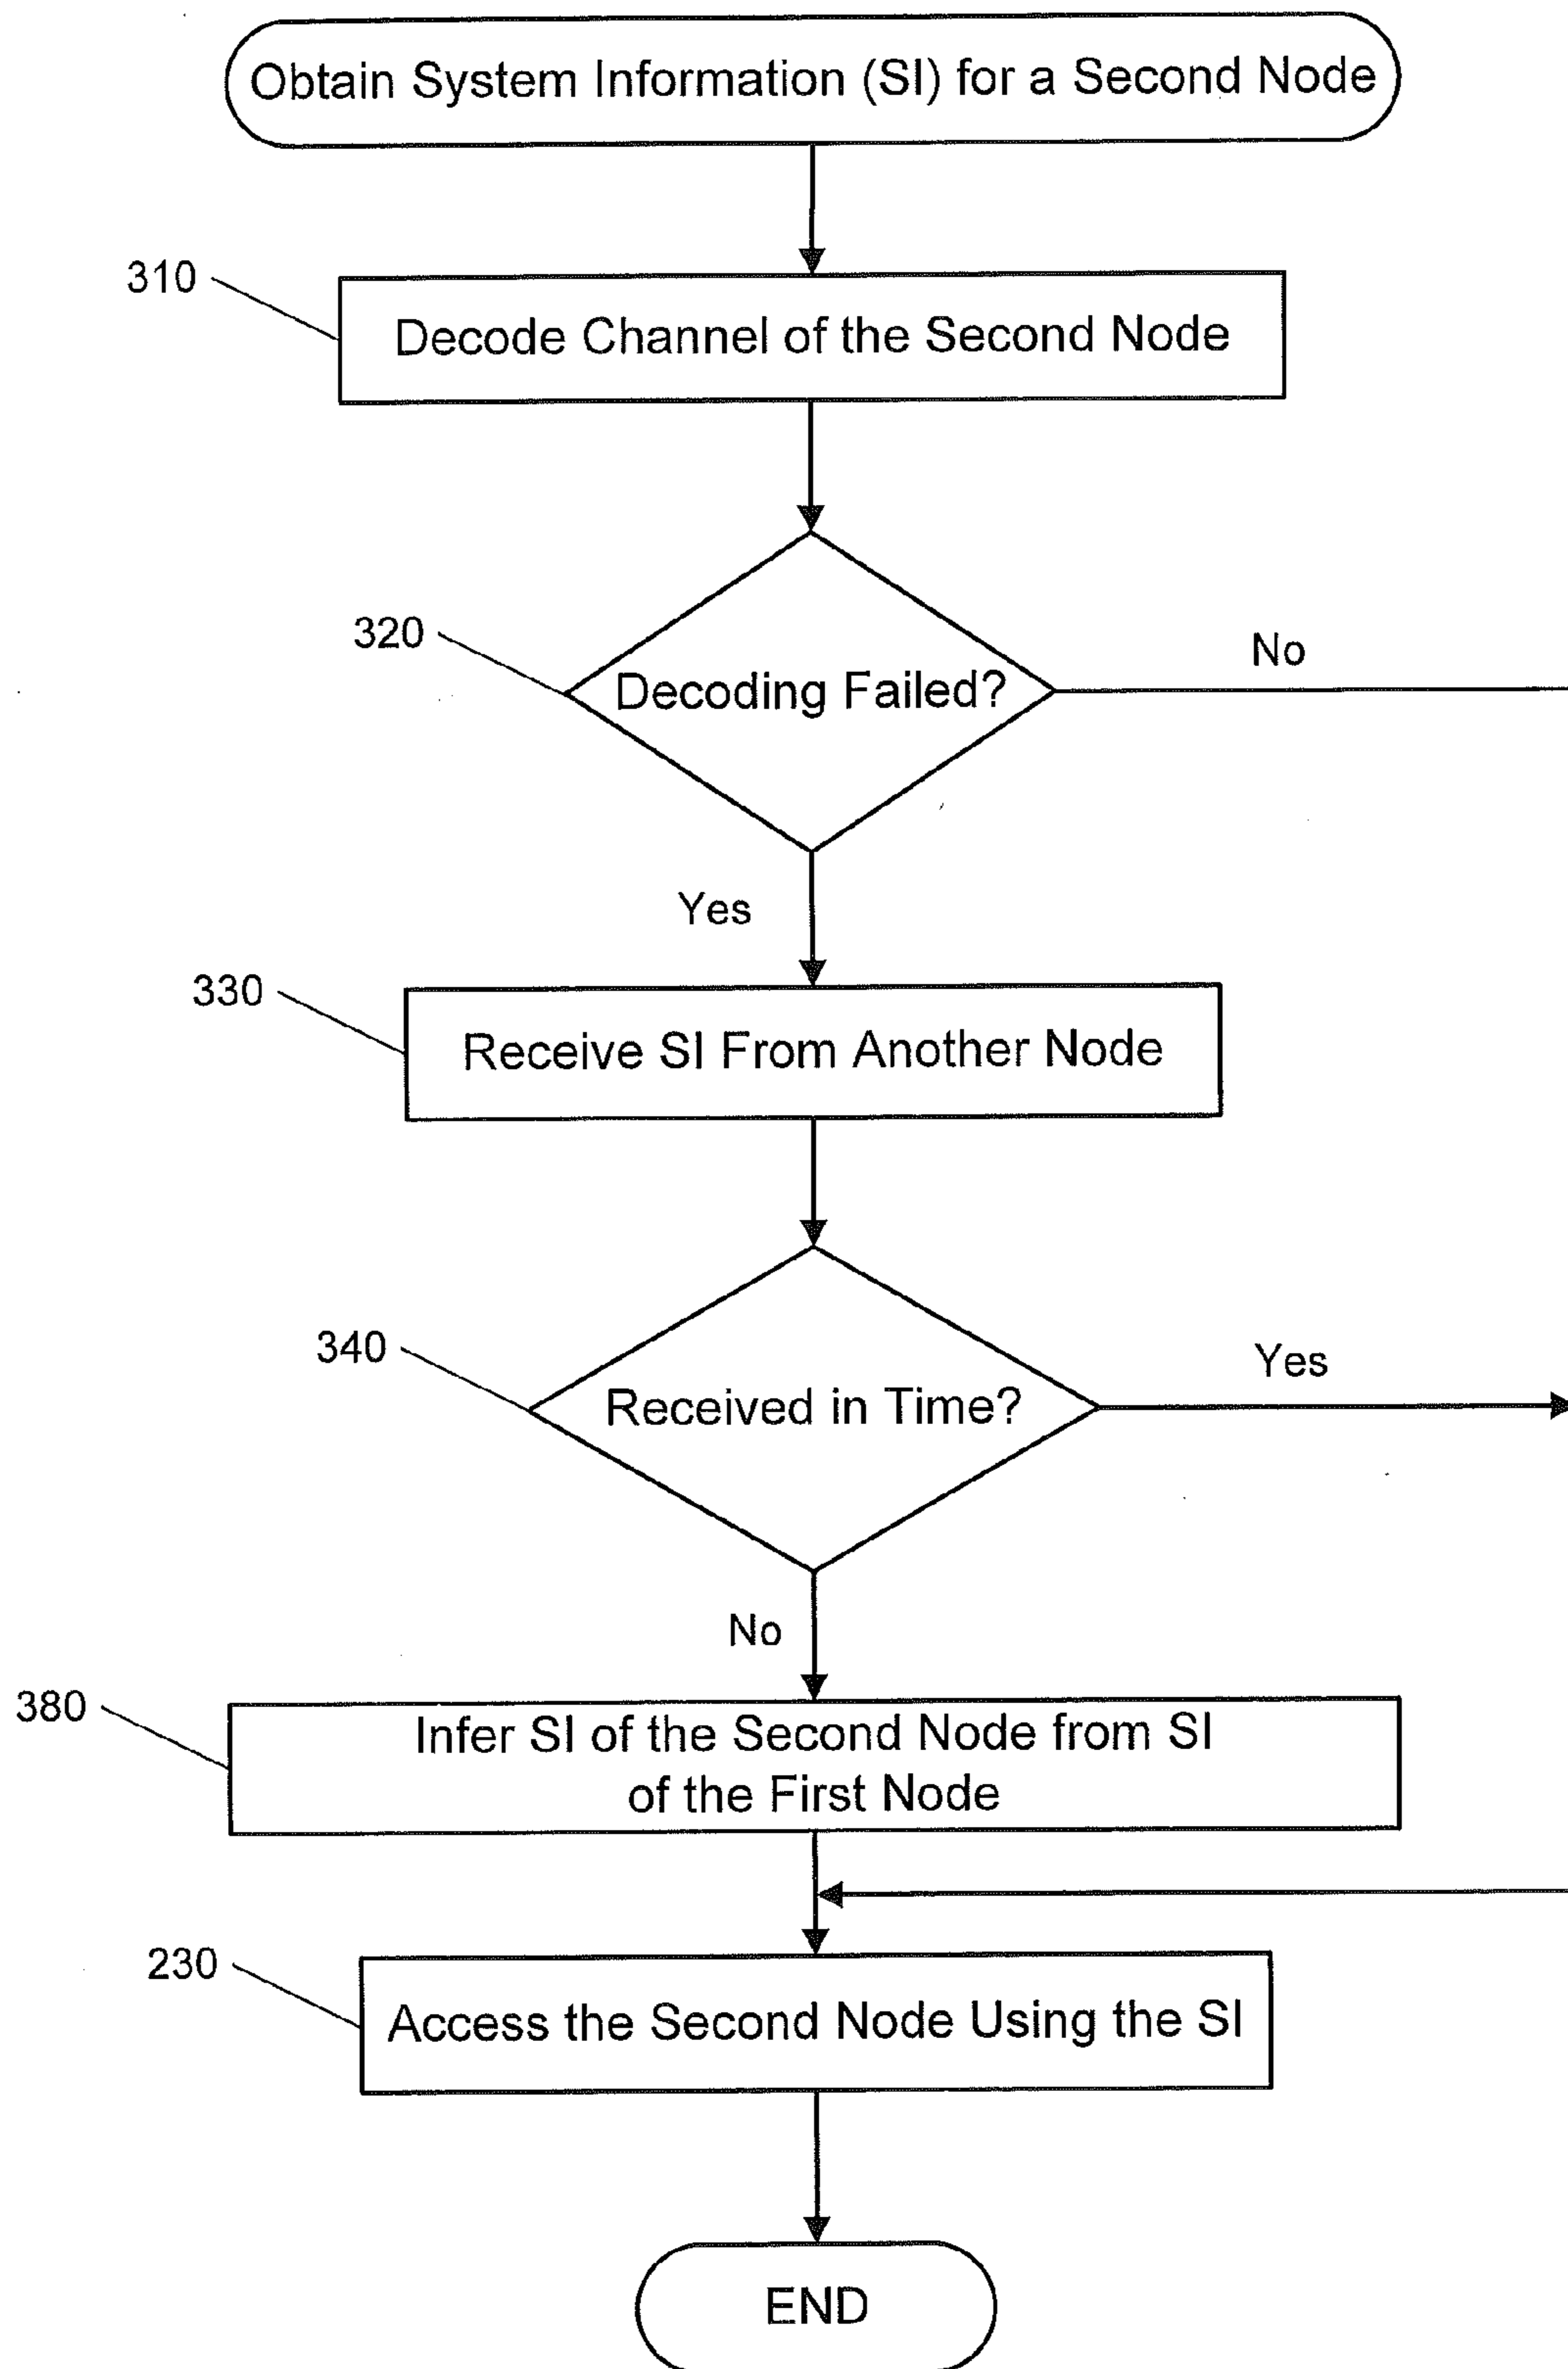 Obtain System Information (SI) for a Second Node
310
Decode Channel of the Second Node
320
Decoding Failed?
No
Yes
330
Receive SI From Another Node
340
Received in Time?
Yes
No
380
Infer SI of the Second Node from SI
of the First Node
230
Access the Second Node Using the SI
END